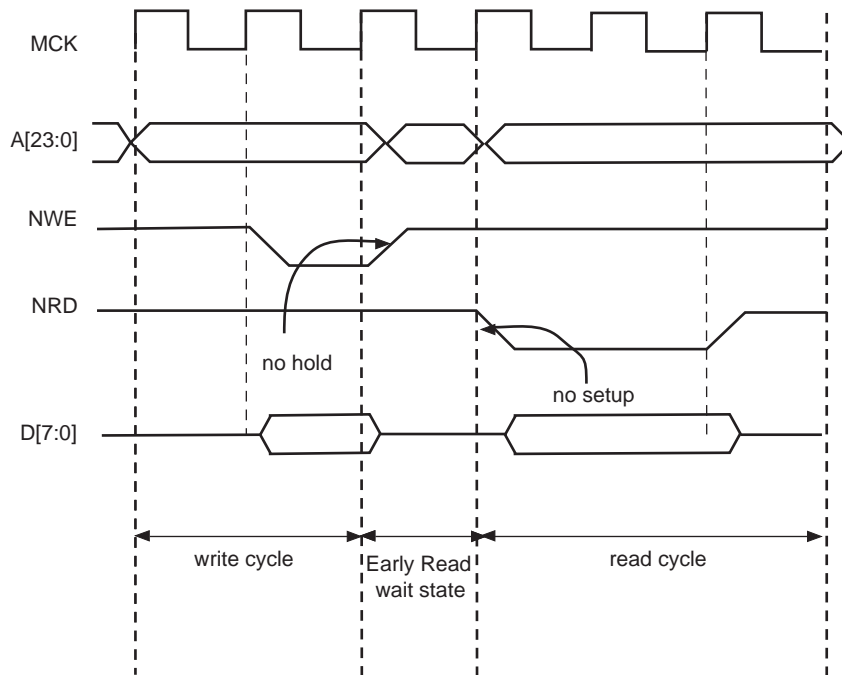 MCK
A[23:0]
NWE
NRD
no hold
no setup
D[7:0]
write cycle
Early Read
wait state
read cycle